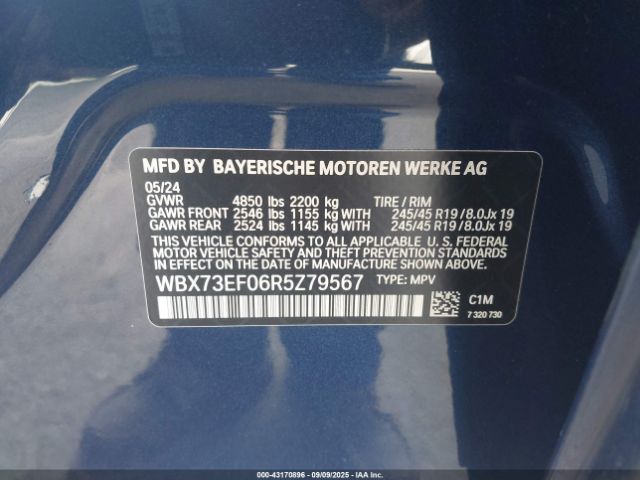 MFD BY BAYERISCHE MOTOREN WERKE AG
05/24
GVWR 4850 lbs 2200 kg TIRE / RIM
GAWR FRONT 2546 lbs 1155 kg WITH 245/45 R19 / 8.0Jx 19
GAWR REAR 2524 lbs 1145 kg WITH 245/45 R19 / 8.0Jx 19
THIS VEHICLE CONFORMS TO ALL APPLICABLE U. S. FEDERAL
MOTOR VEHICLE SAFETY AND THEFT PREVENTION STANDARDS
IN EFFECT ON THE DATE OF MANUFACTURE SHOWN ABOVE.
WBX73EF06R5Z79567 TYPE: MPV
C1M
7 320 730
000-43170896 - 09/09/2025 - IAAI.COM